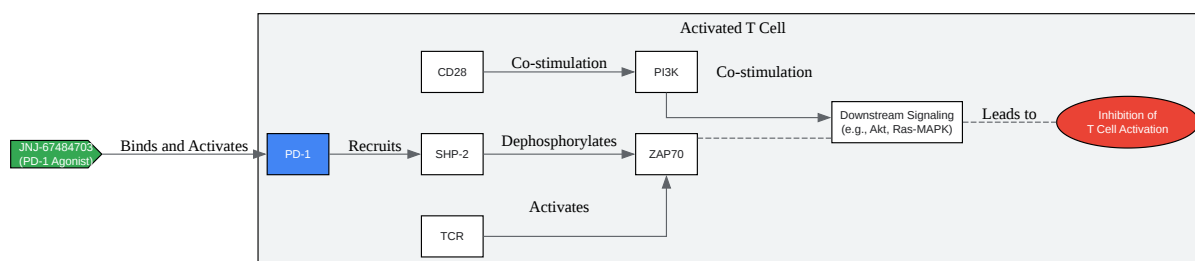 Activated T Cell
CD28
Co-stimulation
PI3K
Co-stimulation
Downstream Signaling
(e.g., Akt, Ras-MAPK)
Leads to
Inhibition of
T Cell Activation
JNJ-67484703
(PD-1 Agonist)
Binds and Activates
PD-1
Recruits
SHP-2
Dephosphorylates
ZAP70
Activates
TCR